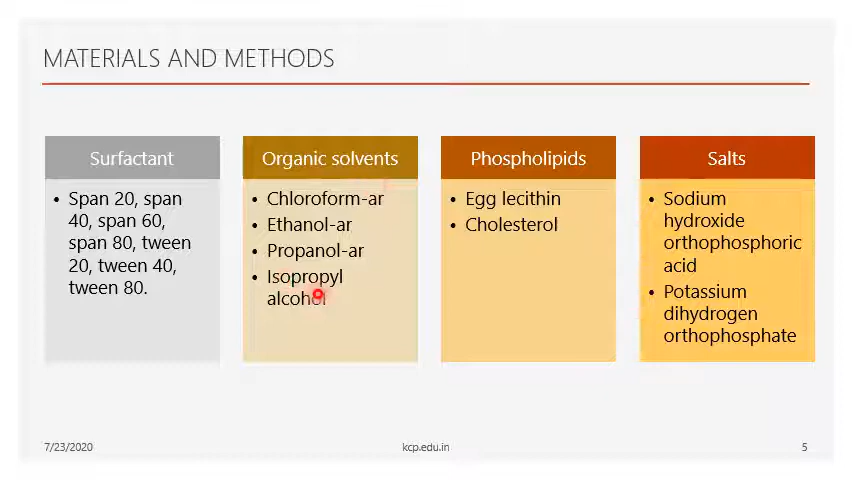 MATERIALS AND METHODS
Surfactant
• Span 20, span
40, span 60,
span 80, tween
20, tween 40,
tween 80.
Organic solvents
• Chloroform-ar
• Ethanol-ar
• Propanol-ar
• Isopropyl
alcohol
Phospholipids
• Egg lecithin
• Cholesterol
Salts
• Sodium
hydroxide
orthophosphoric
acid
• Potassium
dihydrogen
orthophosphate
7/23/2020
kcp.edu.in
5